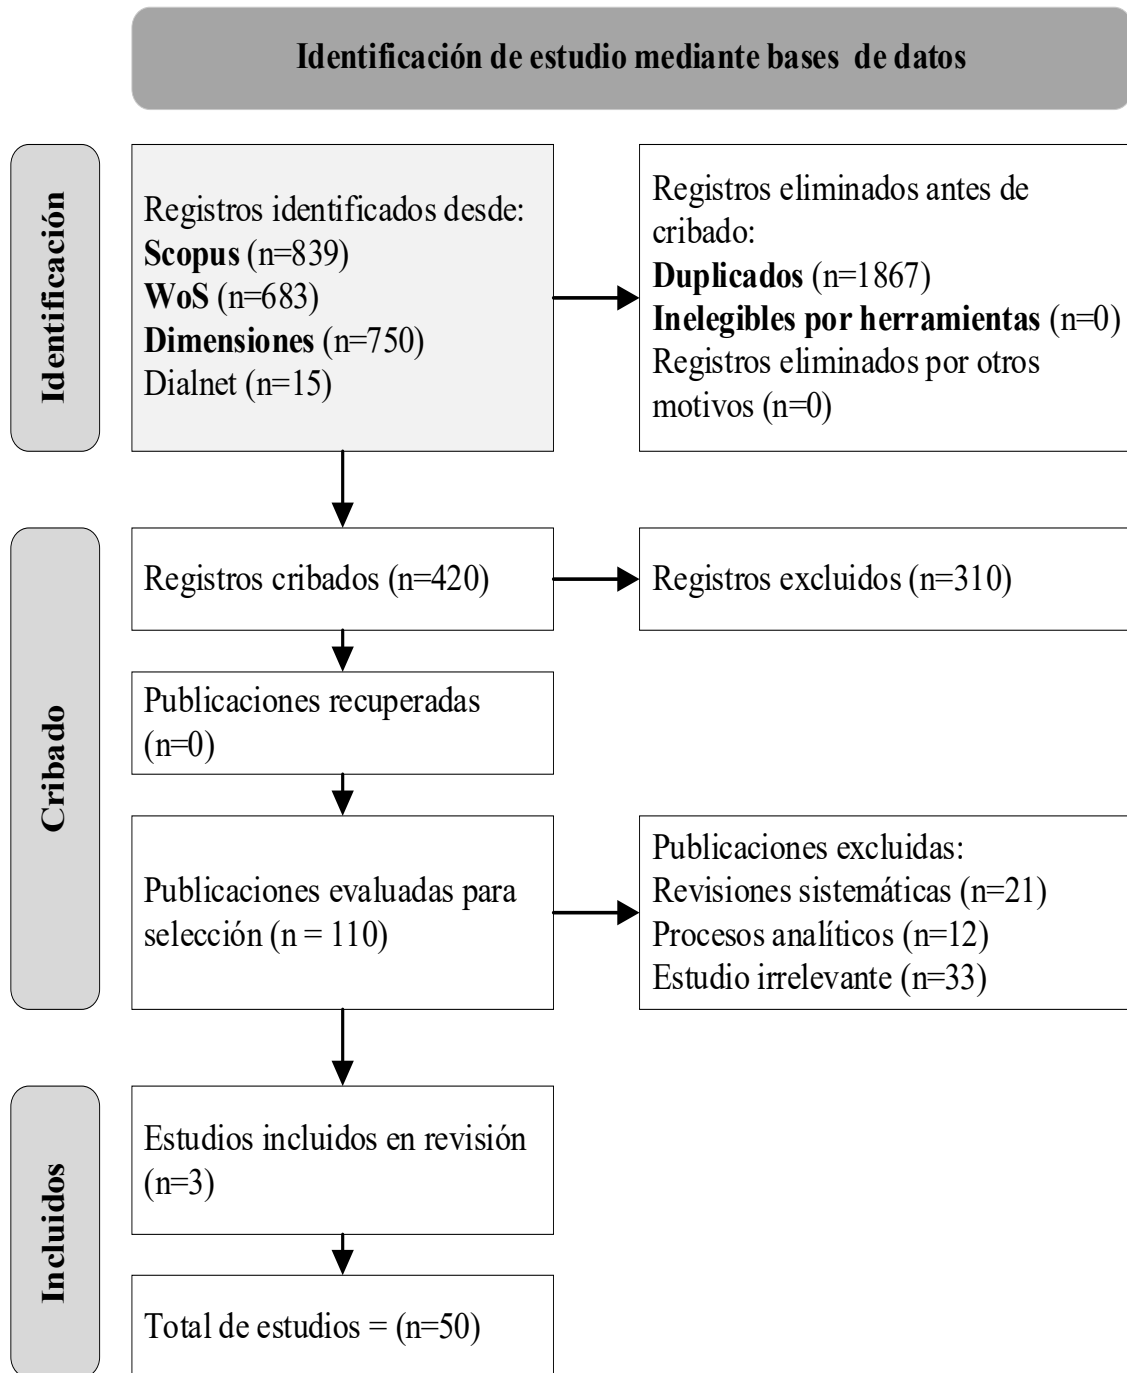 Identificación de estudio mediante bases de datos
Identificación
Registros identificados desde:
Scopus (n=839)
WoS (n=683)
Dimensiones (n=750)
Dialnet (n=15)
Registros eliminados antes de
cribado:
Duplicados (n=1867)
Inelegibles por herramientas (n=0)
Registros eliminados por otros
motivos (n=0)
Cribado
Registros cribados (n=420)
Registros excluidos (n=310)
Publicaciones recuperadas
(n=0)
Publicaciones evaluadas para
selección (n = 110)
Publicaciones excluidas:
Revisiones sistemáticas (n=21)
Procesos analíticos (n=12)
Estudio irrelevante (n=33)
Incluidos
Estudios incluidos en revisión
(n=3)
Total de estudios = (n=50)